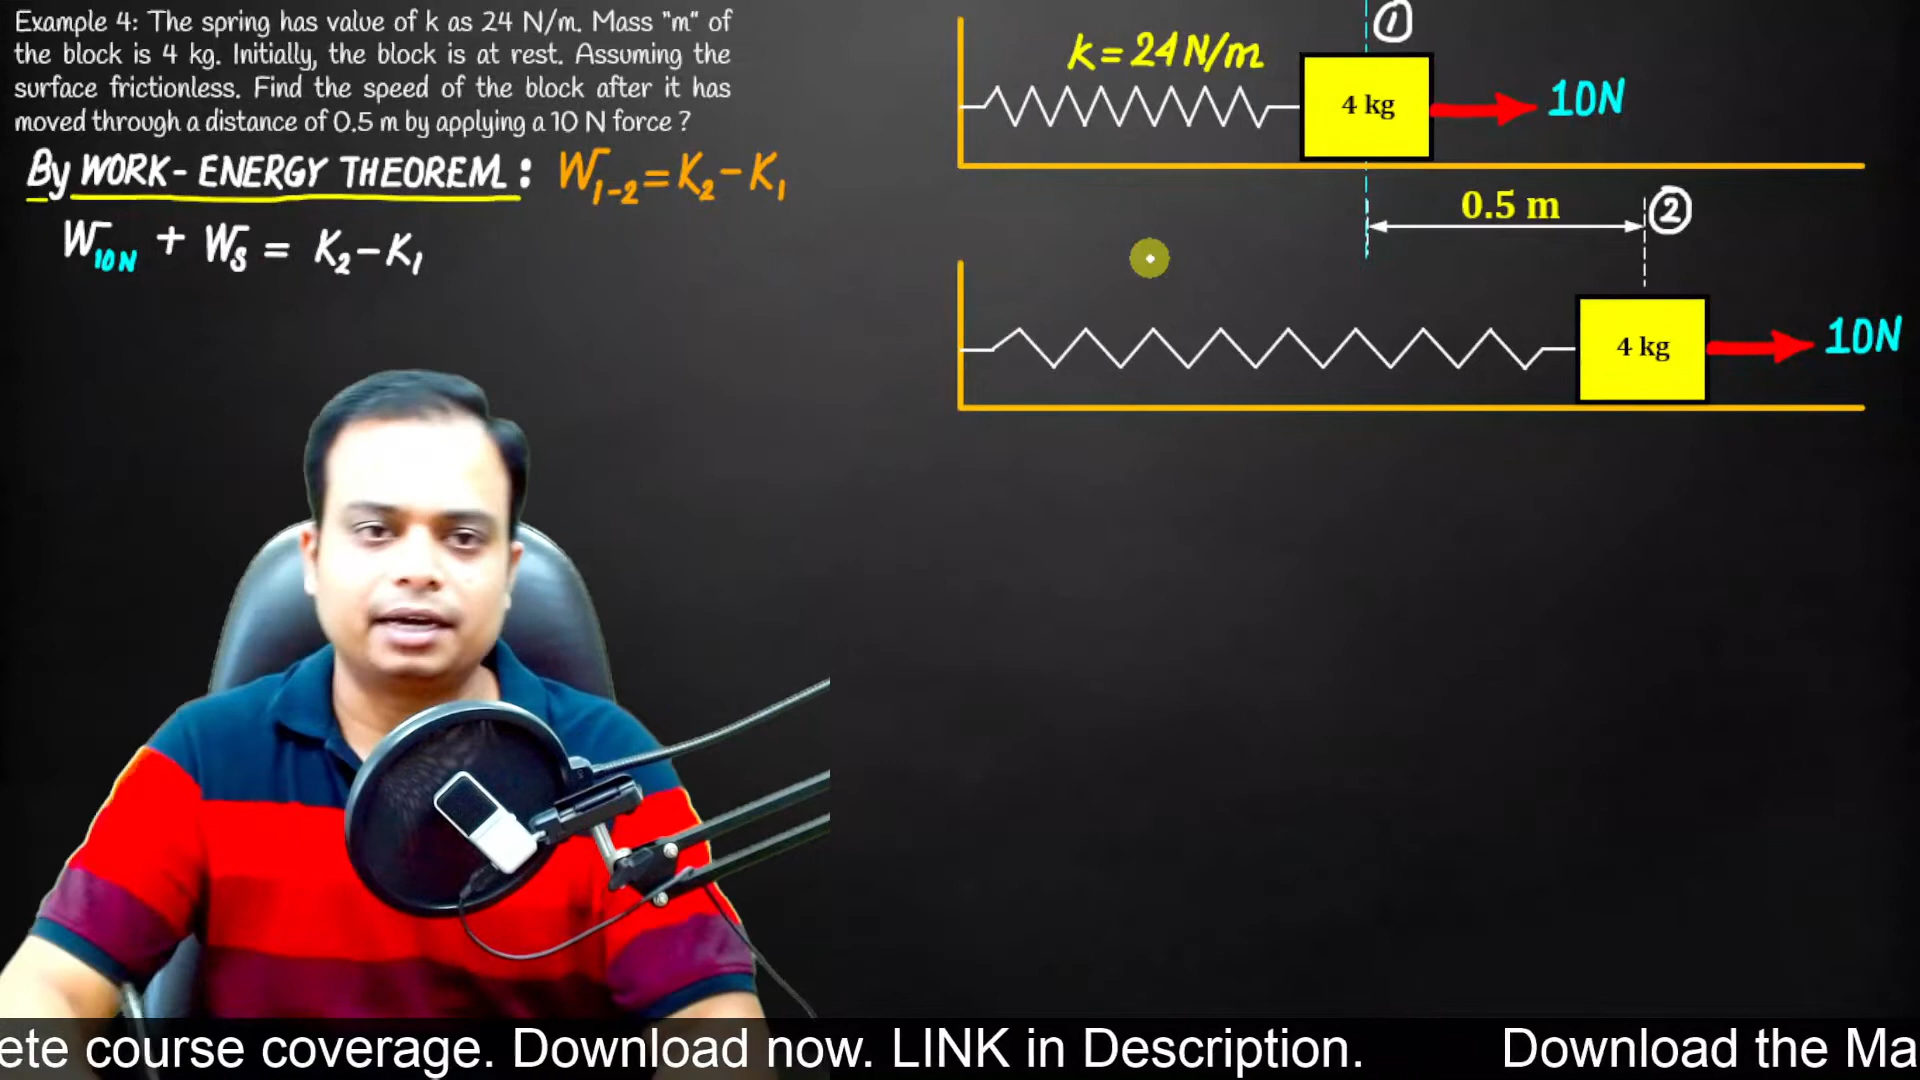 Example 4: The spring has value of k as 24 N/m. Mass "m" of
the block is 4 kg. Initially, the block is at rest. Assuming the
surface frictionless. Find the speed of the block after it has
moved through a distance of 0.5 m by applying a 10 N force ?
By WORK-ENERGY THEOREM : W₁₋₂ = K₂ - K₁
W₁₀ₙ + Wₛ = K₂ - K₁
①
k = 24 N/m
4 kg
10N
0.5 m
②
4 kg
10N
ete course coverage. Download now. LINK in Description. Download the Ma